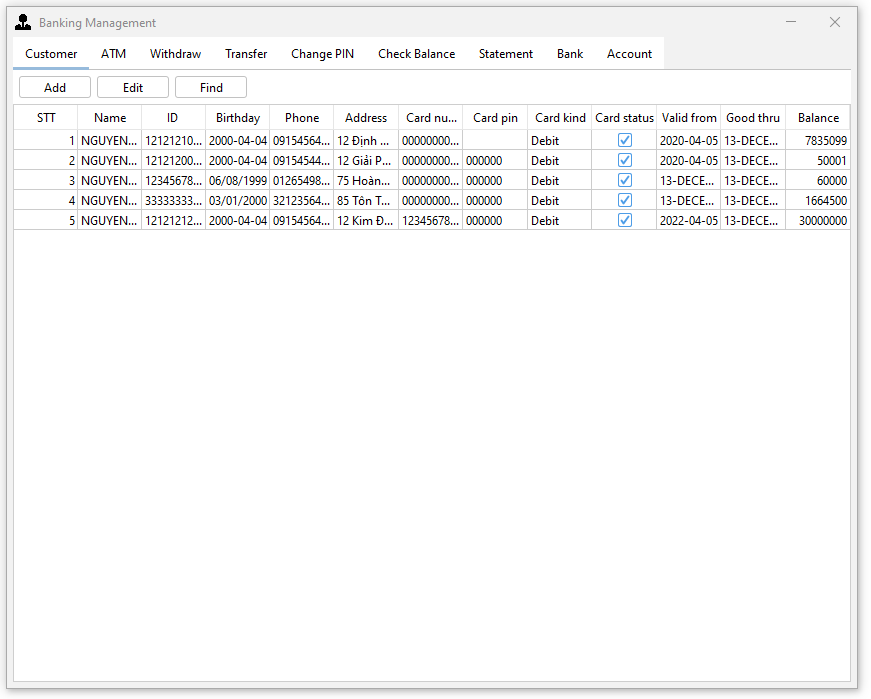 Banking Management
Customer ATM Withdraw Transfer Change PIN Check Balance Statement Bank Account
Add Edit Find
STT Name ID Birthday Phone Address Card nu... Card pin Card kind Card status Valid from Good thru Balance
1 NGUYEN... 12121210... 2000-04-04 09154564... 12 Định ... 00000000... Debit 2020-04-05 13-DECE... 7835099
2 NGUYEN... 12121200... 2000-04-04 09154544... 12 Giải P... 00000000... 000000 Debit 2020-04-05 13-DECE... 50001
3 NGUYEN... 12345678... 06/08/1999 01265498... 75 Hoàn... 00000000... 000000 Debit 13-DECE... 13-DECE... 60000
4 NGUYEN... 33333333... 03/01/2000 32123564... 85 Tôn T... 00000000... 000000 Debit 13-DECE... 13-DECE... 1664500
5 NGUYEN... 12121212... 2000-04-04 09154564... 12 Kim Đ... 12345678... 000000 Debit 2022-04-05 13-DECE... 30000000